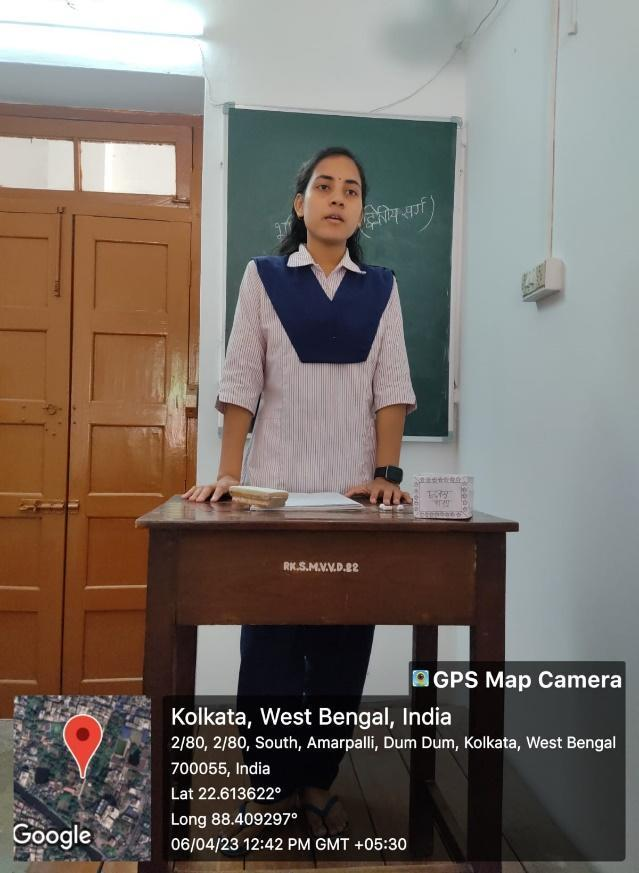 (द्वितीय सर्ग)
RK.S.M.V.V.D.22
GPS Map Camera
Kolkata, West Bengal, India
2/80, 2/80, South, Amarpalli, Dum Dum, Kolkata, West Bengal
700055, India
Lat 22.613622°
Long 88.409297°
06/04/23 12:42 PM GMT +05:30
Google